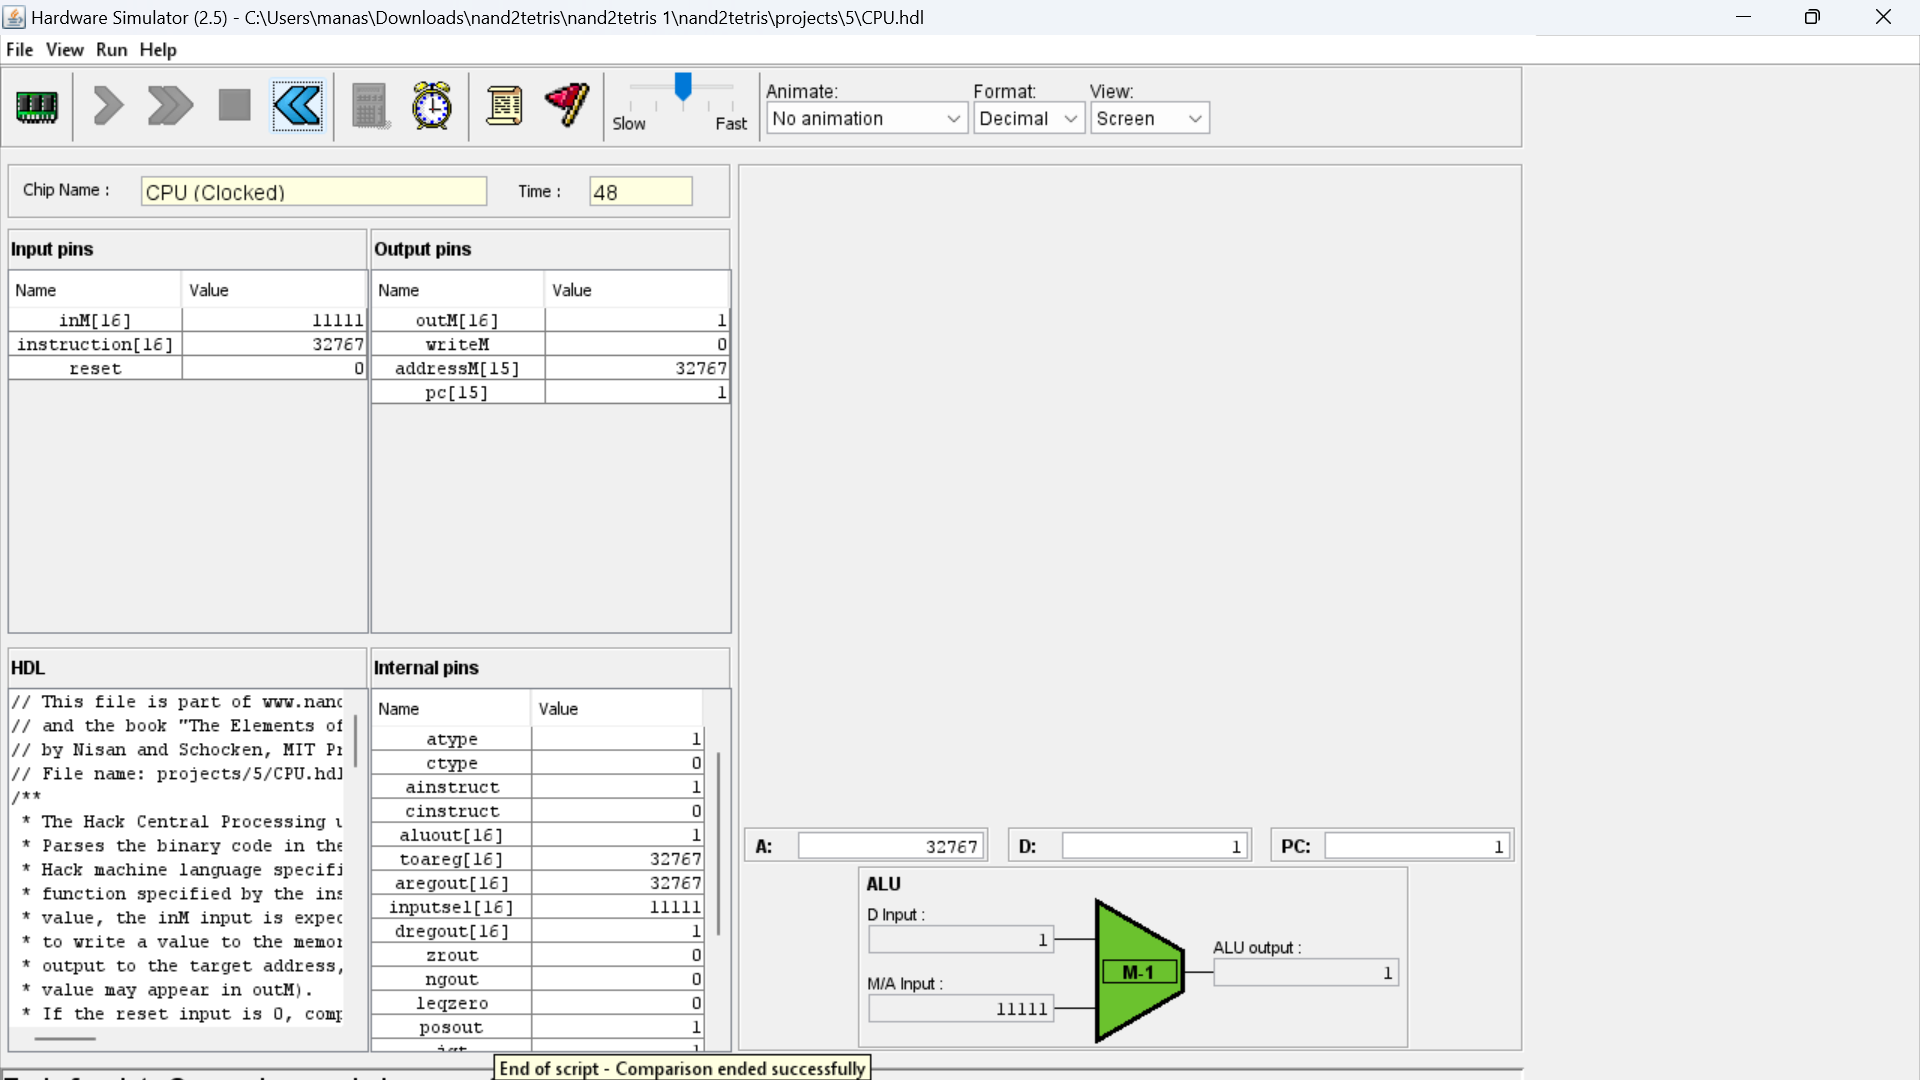 Hardware Simulator (2.5) - C:\Users\manas\Downloads\nand2tetris\nand2tetris 1\nand2tetris\projects\5\CPU.hdl
File View Run Help
Slow Fast
Animate:
No animation
Format:
Decimal
View:
Screen
Chip Name : CPU (Clocked) Time : 48
Input pins
Name Value
inM[16] 11111
instruction[16] 32767
reset 0
Output pins
Name Value
outM[16] 1
writeM 0
addressM[15] 32767
pc[15] 1
HDL
// This file is part of www.nand
// and the book "The Elements of
// by Nisan and Schocken, MIT Pr
// File name: projects/5/CPU.hdl
/**
* The Hack Central Processing u
* Parses the binary code in the
* Hack machine language specifi
* function specified by the ins
* value, the inM input is expec
* to write a value to the memor
* output to the target address,
* value may appear in outM).
* If the reset input is 0, comp
Internal pins
Name Value
atype 1
ctype 0
ainstruct 1
cinstruct 0
aluout[16] 1
toareg[16] 32767
aregout[16] 32767
inputsel[16] 11111
dregout[16] 1
zrout 0
ngout 0
leqzero 0
posout 1
A: 32767
D: 1
PC: 1
ALU
D Input :
1
M/A Input :
11111
M-1
ALU output :
1
End of script - Comparison ended successfully